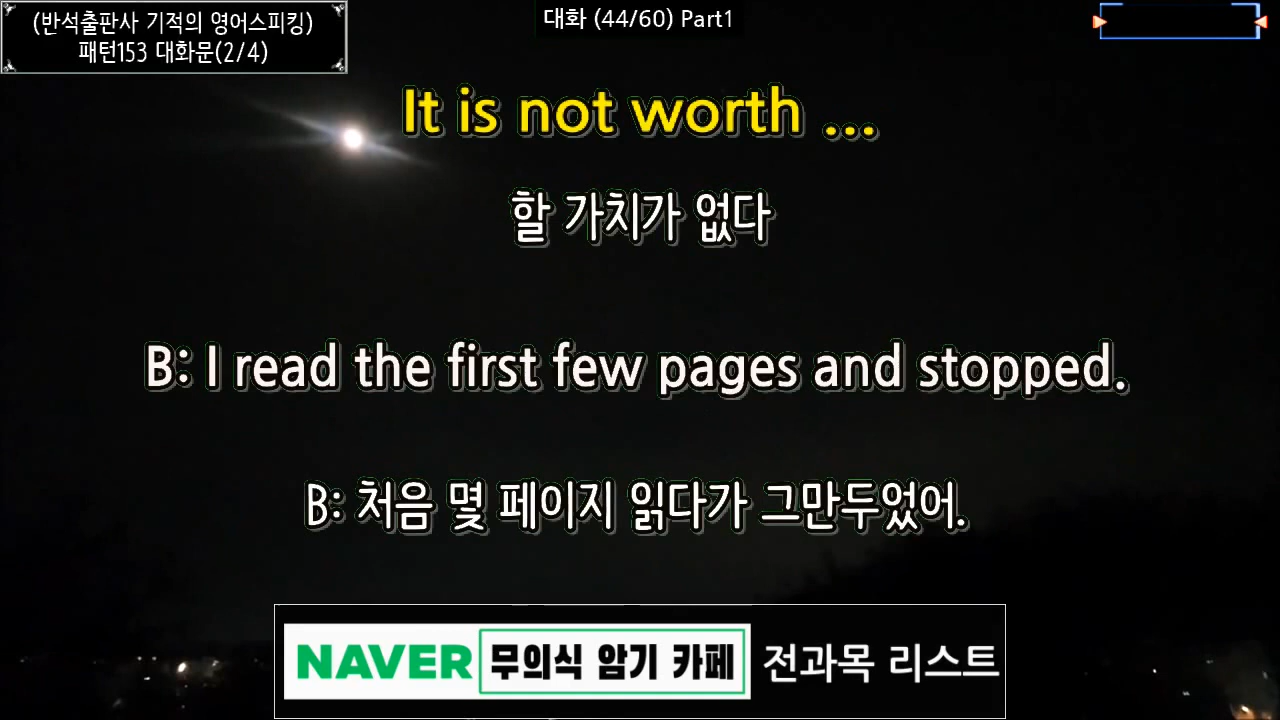 (반석출판사 기적의 영어스피킹)
패턴153 대화문(2/4)
대화 (44/60) Part1
It is not worth ...
할 가치가 없다
B: I read the first few pages and stopped.
B: 처음 몇 페이지 읽다가 그만두었어.
NAVER 무의식 암기 카페 전과목 리스트